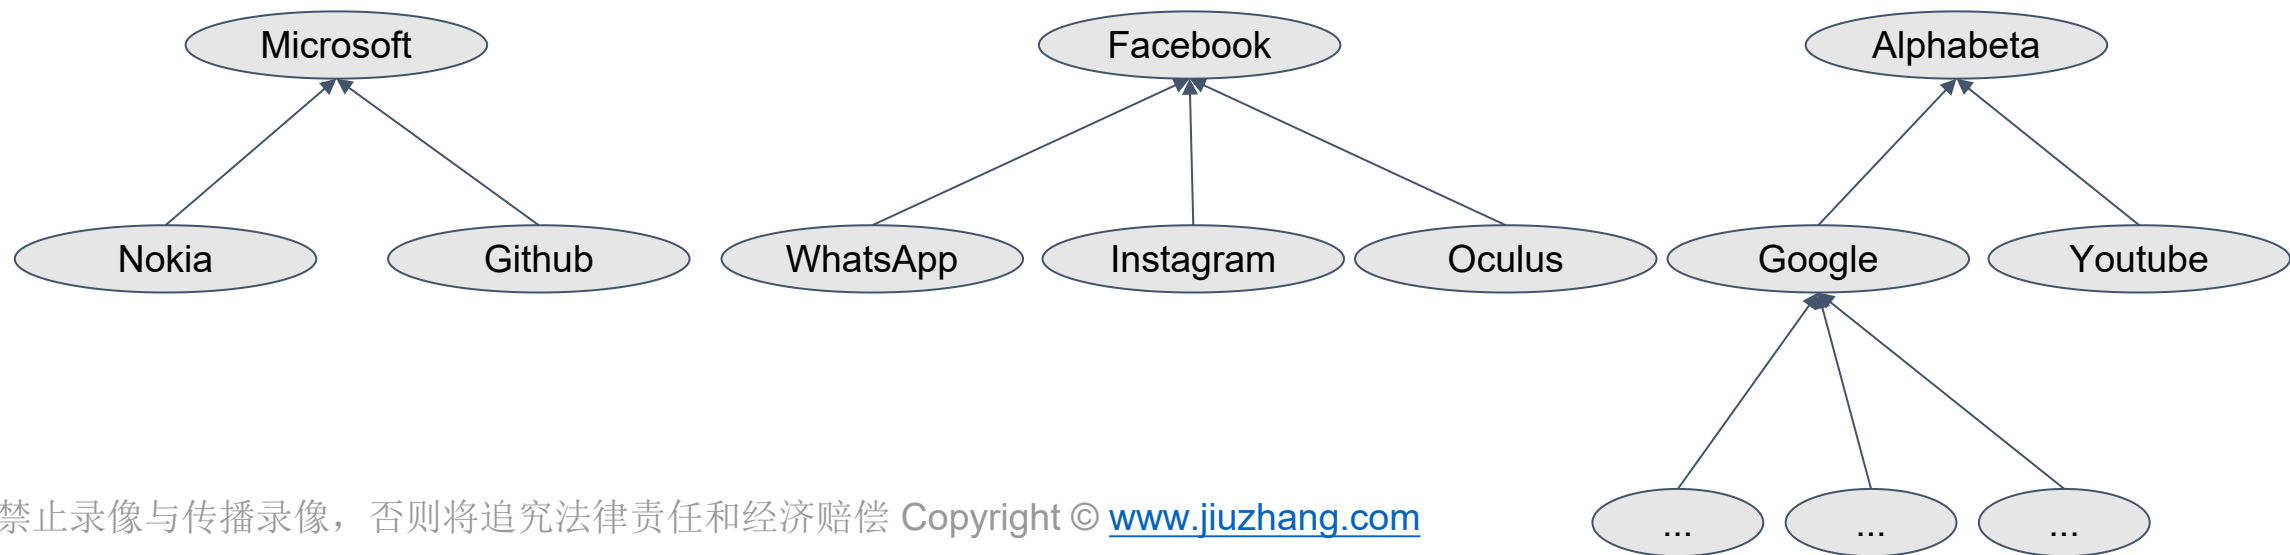 Microsoft Facebook Alphabeta
Nokia Github WhatsApp Instagram Oculus Google Youtube
... ... ...
禁止录像与传播录像，否则将追究法律责任和经济赔偿 Copyright © www.jiuzhang.com